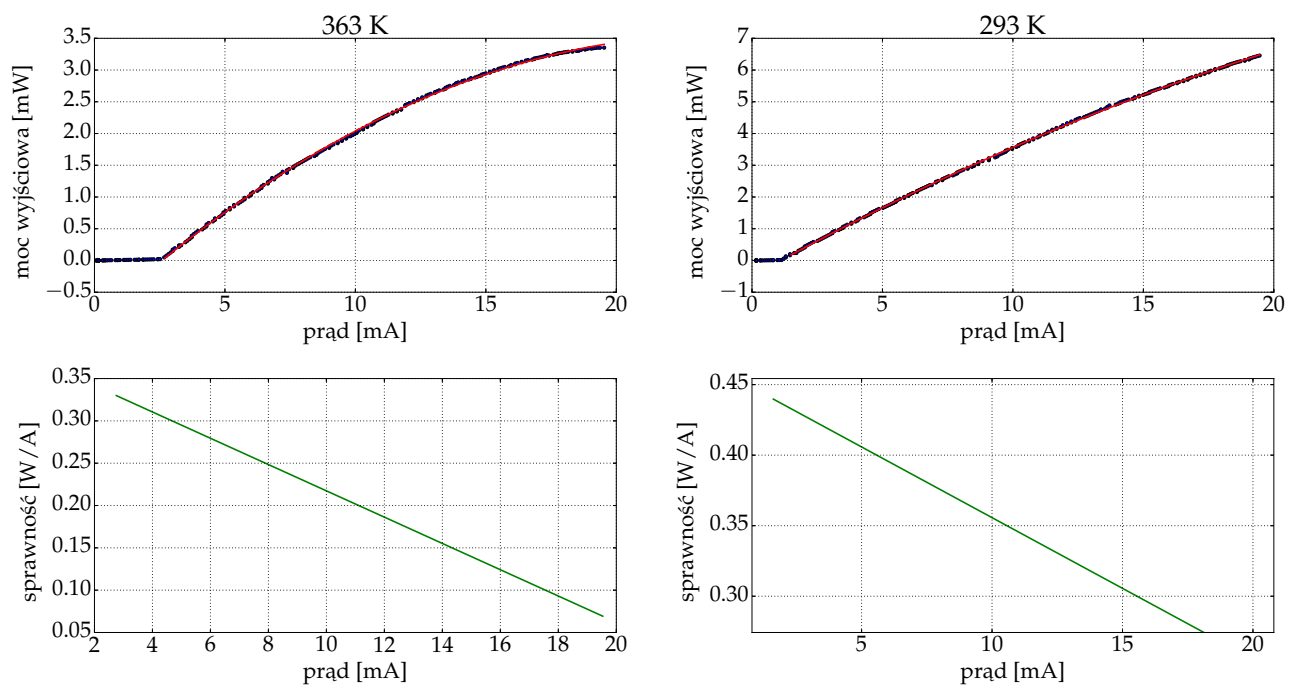 363 K
3.5
3.0
2.5
2.0
1.5
1.0
0.5
0.0
−0.5
moc wyjściowa [mW]
0 5 10 15 20
prąd [mA]
293 K
7
6
5
4
3
2
1
0
−1
moc wyjściowa [mW]
0 5 10 15 20
prąd [mA]
0.35
0.30
0.25
0.20
0.15
0.10
0.05
sprawność [W/A]
2 4 6 8 10 12 14 16 18 20
prąd [mA]
0.45
0.40
0.35
0.30
sprawność [W/A]
5 10 15 20
prąd [mA]